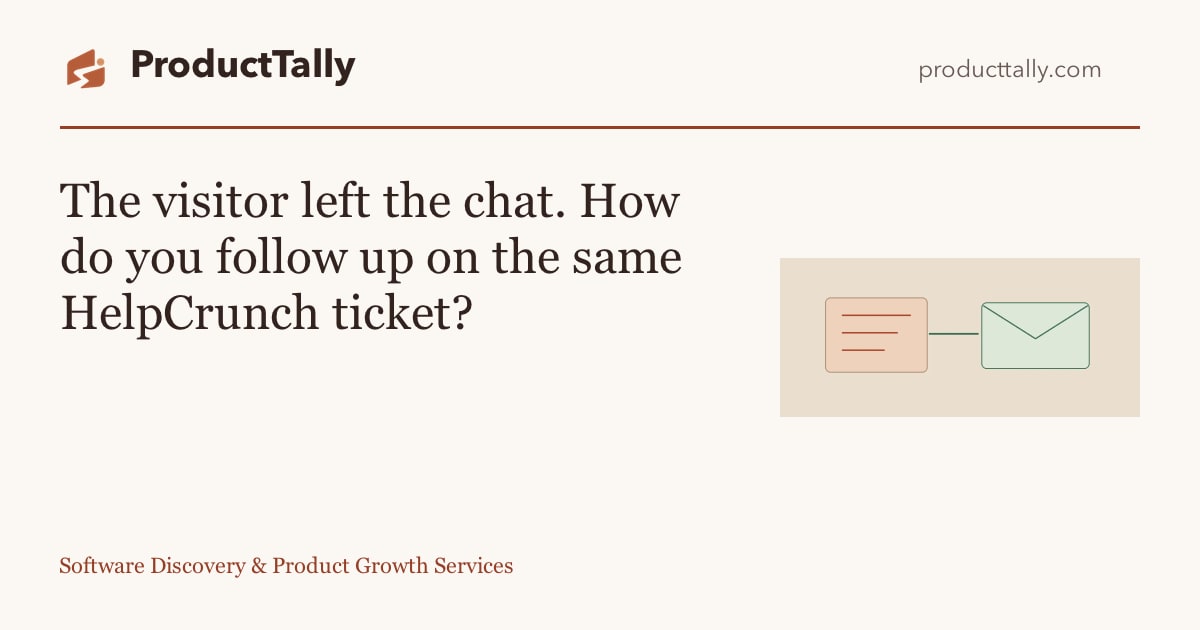 ProductTally
producttally.com
The visitor left the chat. How
do you follow up on the same
HelpCrunch ticket?
Software Discovery & Product Growth Services